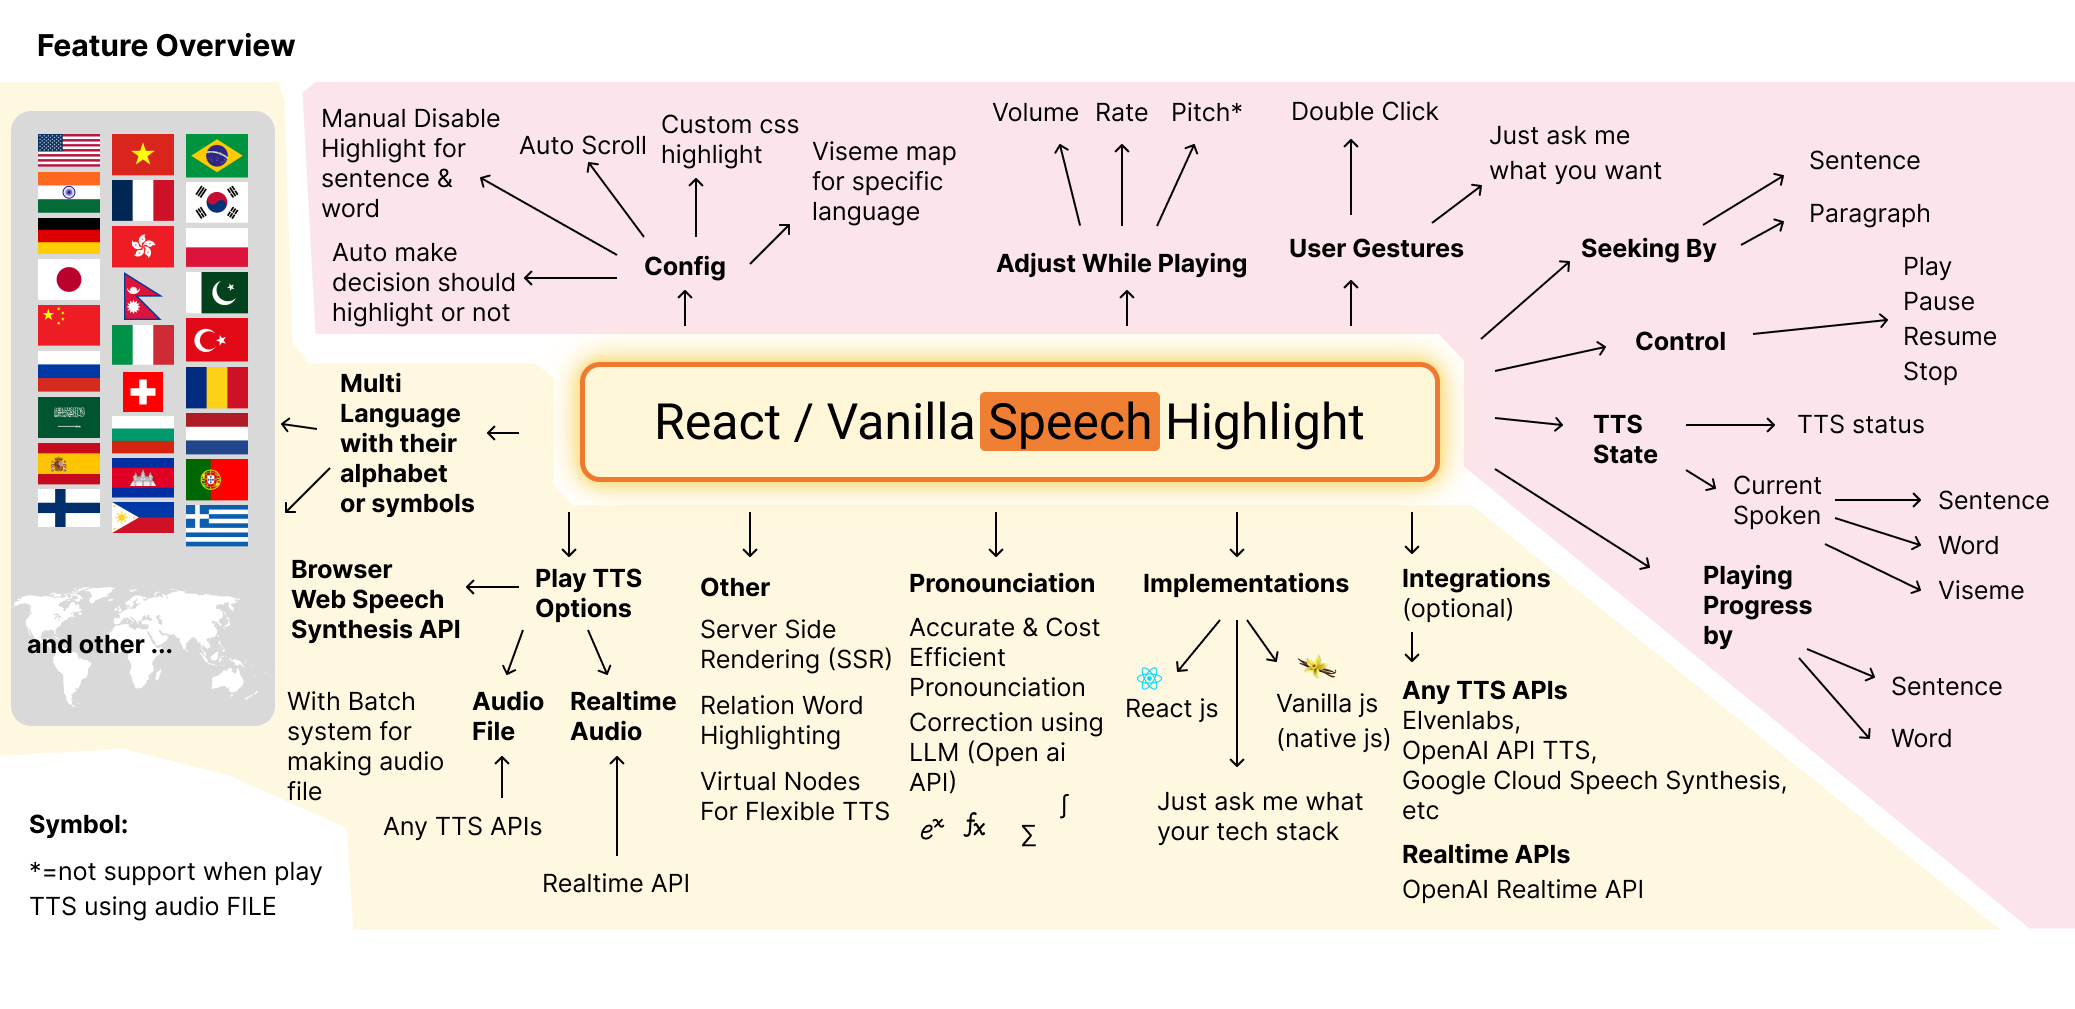 Feature Overview
Manual Disable
Highlight for
sentence &
word
Auto Scroll
Custom css
highlight
Viseme map
for specific
language
Auto make
decision should
highlight or not
Config
Volume
Rate
Pitch*
Adjust While Playing
Double Click
Just ask me
what you want
User Gestures
Seeking By
Sentence
Paragraph
Control
Play
Pause
Resume
Stop
TTS
State
TTS status
Current
Spoken
Sentence
Word
Viseme
Playing
Progress
by
Sentence
Word
React / Vanilla Speech Highlight
Multi
Language
with their
alphabet
or symbols
and other ...
Browser
Web Speech
Synthesis API
Play TTS
Options
With Batch
system for
making audio
file
Audio
File
Realtime
Audio
Any TTS APIs
Realtime API
Other
Server Side
Rendering (SSR)
Relation Word
Highlighting
Virtual Nodes
For Flexible TTS
Pronounciation
Accurate & Cost
Efficient
Pronounciation
Correction using
LLM (Open ai
API)
eˣ fx ∑ ∫
Implementations
React js
Vanilla js
(native js)
Just ask me what
your tech stack
Integrations
(optional)
Any TTS APIs
Elvenlabs,
OpenAI API TTS,
Google Cloud Speech Synthesis,
etc
Realtime APIs
OpenAI Realtime API
Symbol:
*=not support when play
TTS using audio FILE